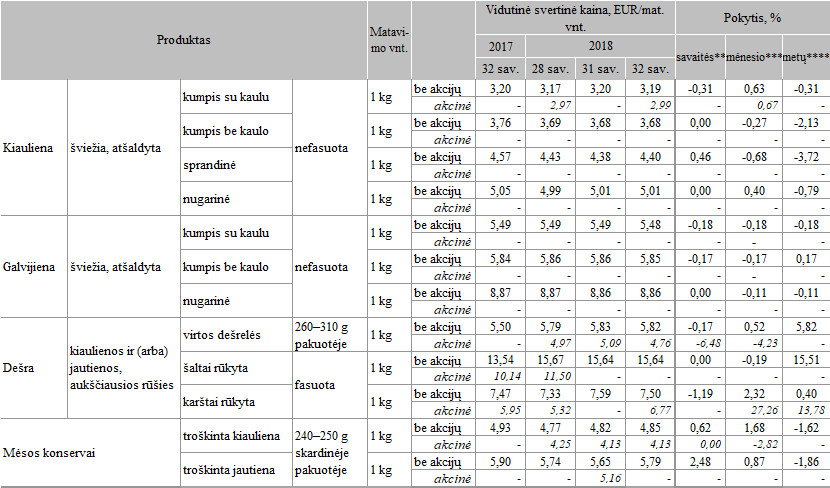 Produktas Matavi-mo vnt. Vidutinė svertinė kaina, EUR/mat. vnt. Pokytis, %
2017 2018 savaitės** mėnesio*** metų****
32 sav. 28 sav. 31 sav. 32 sav.
Kiauliena šviežia, atšaldyta kumpis su kaulu nefasuota 1 kg be akcijų 3,20 3,17 3,20 3,19 -0,31 0,63 -0,31
akcinė - 2,97 - 2,99 - 0,67 -
kumpis be kaulo 1 kg be akcijų 3,76 3,69 3,68 3,68 0,00 -0,27 -2,13
akcinė - - - - - - -
sprandinė 1 kg be akcijų 4,57 4,43 4,38 4,40 0,46 -0,68 -3,72
akcinė - - - - - - -
nugarinė 1 kg be akcijų 5,05 4,99 5,01 5,01 0,00 0,40 -0,79
akcinė - - - - - - -
Galvijiena šviežia, atšaldyta kumpis su kaulu nefasuota 1 kg be akcijų 5,49 5,49 5,49 5,48 -0,18 -0,18 -0,18
akcinė - - - - - - -
kumpis be kaulo 1 kg be akcijų 5,84 5,86 5,86 5,85 -0,17 -0,17 0,17
akcinė - - - - - - -
nugarinė 1 kg be akcijų 8,87 8,87 8,86 8,86 0,00 -0,11 -0,11
akcinė - - - - - - -
Dešra kiaulienos ir (arba) jautienos, aukščiausios rūšies virtos dešrelės 260–310 g pakuotėje 1 kg be akcijų 5,50 5,79 5,83 5,82 -0,17 0,52 5,82
akcinė - 4,97 5,09 4,76 -6,48 -4,23 -
šaltai rūkyta fasuota 1 kg be akcijų 13,54 15,67 15,64 15,64 0,00 -0,19 15,51
akcinė 10,14 11,50 - - - - -
karštai rūkyta 1 kg be akcijų 7,47 7,33 7,59 7,50 -1,19 2,32 0,40
akcinė 5,95 5,32 - 6,77 - 27,26 13,78
Mėsos konservai troškinta kiauliena 240–250 g skardinėje pakuotėje 1 kg be akcijų 4,93 4,77 4,82 4,85 0,62 1,68 -1,62
akcinė - 4,25 4,13 4,13 0,00 -2,82 -
troškinta jautiena 1 kg be akcijų 5,90 5,74 5,65 5,79 2,48 0,87 -1,86
akcinė - - 5,16 - - - -